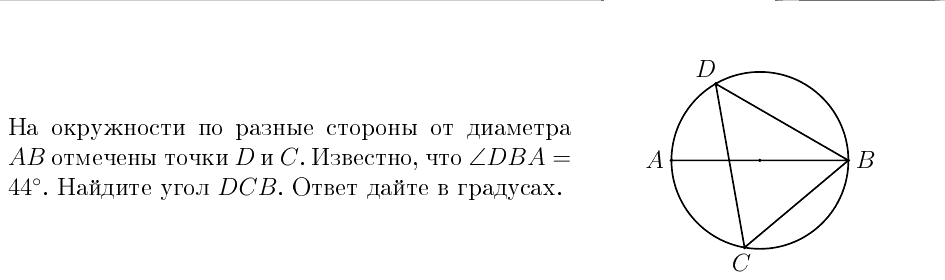 На окружности по разные стороны от диаметра
AB отмечены точки D и C. Известно, что ∠DBA =
44°. Найдите угол DCB. Ответ дайте в градусах.
D
A
B
C